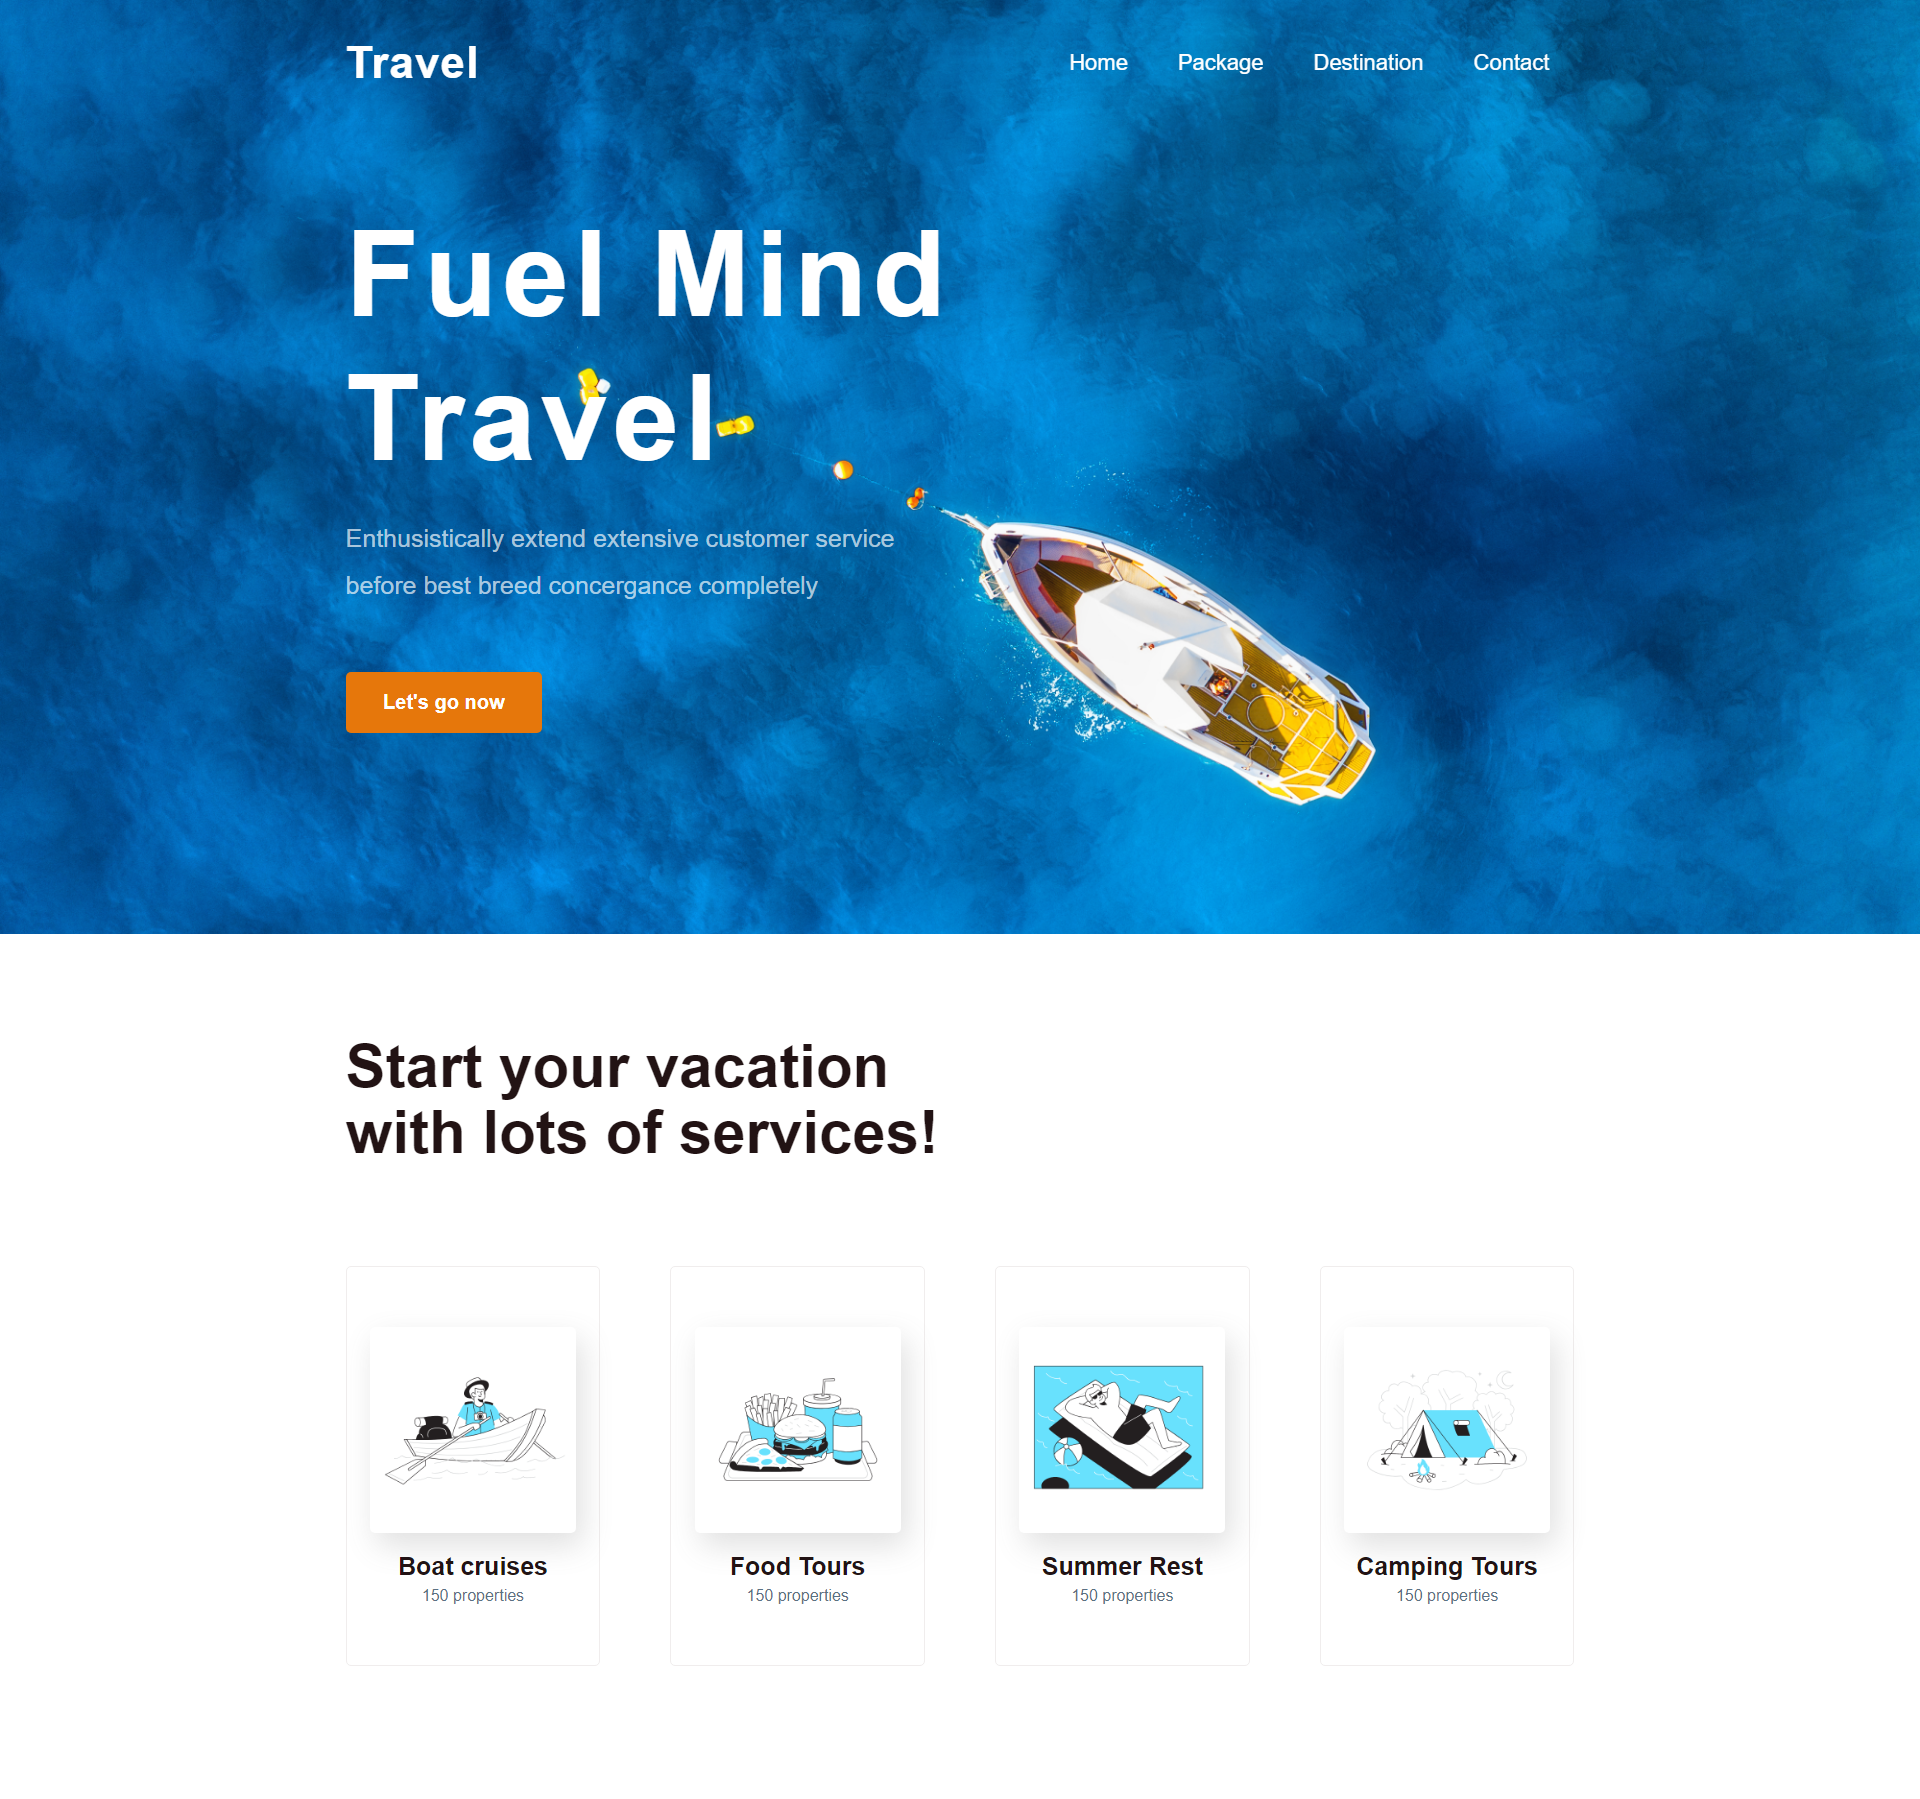 Travel
Home Package Destination Contact
Fuel Mind
Travel
Enthusistically extend extensive customer service
before best breed concergance completely
Let's go now
Start your vacation
with lots of services!
Boat cruises
150 properties
Food Tours
150 properties
Summer Rest
150 properties
Camping Tours
150 properties